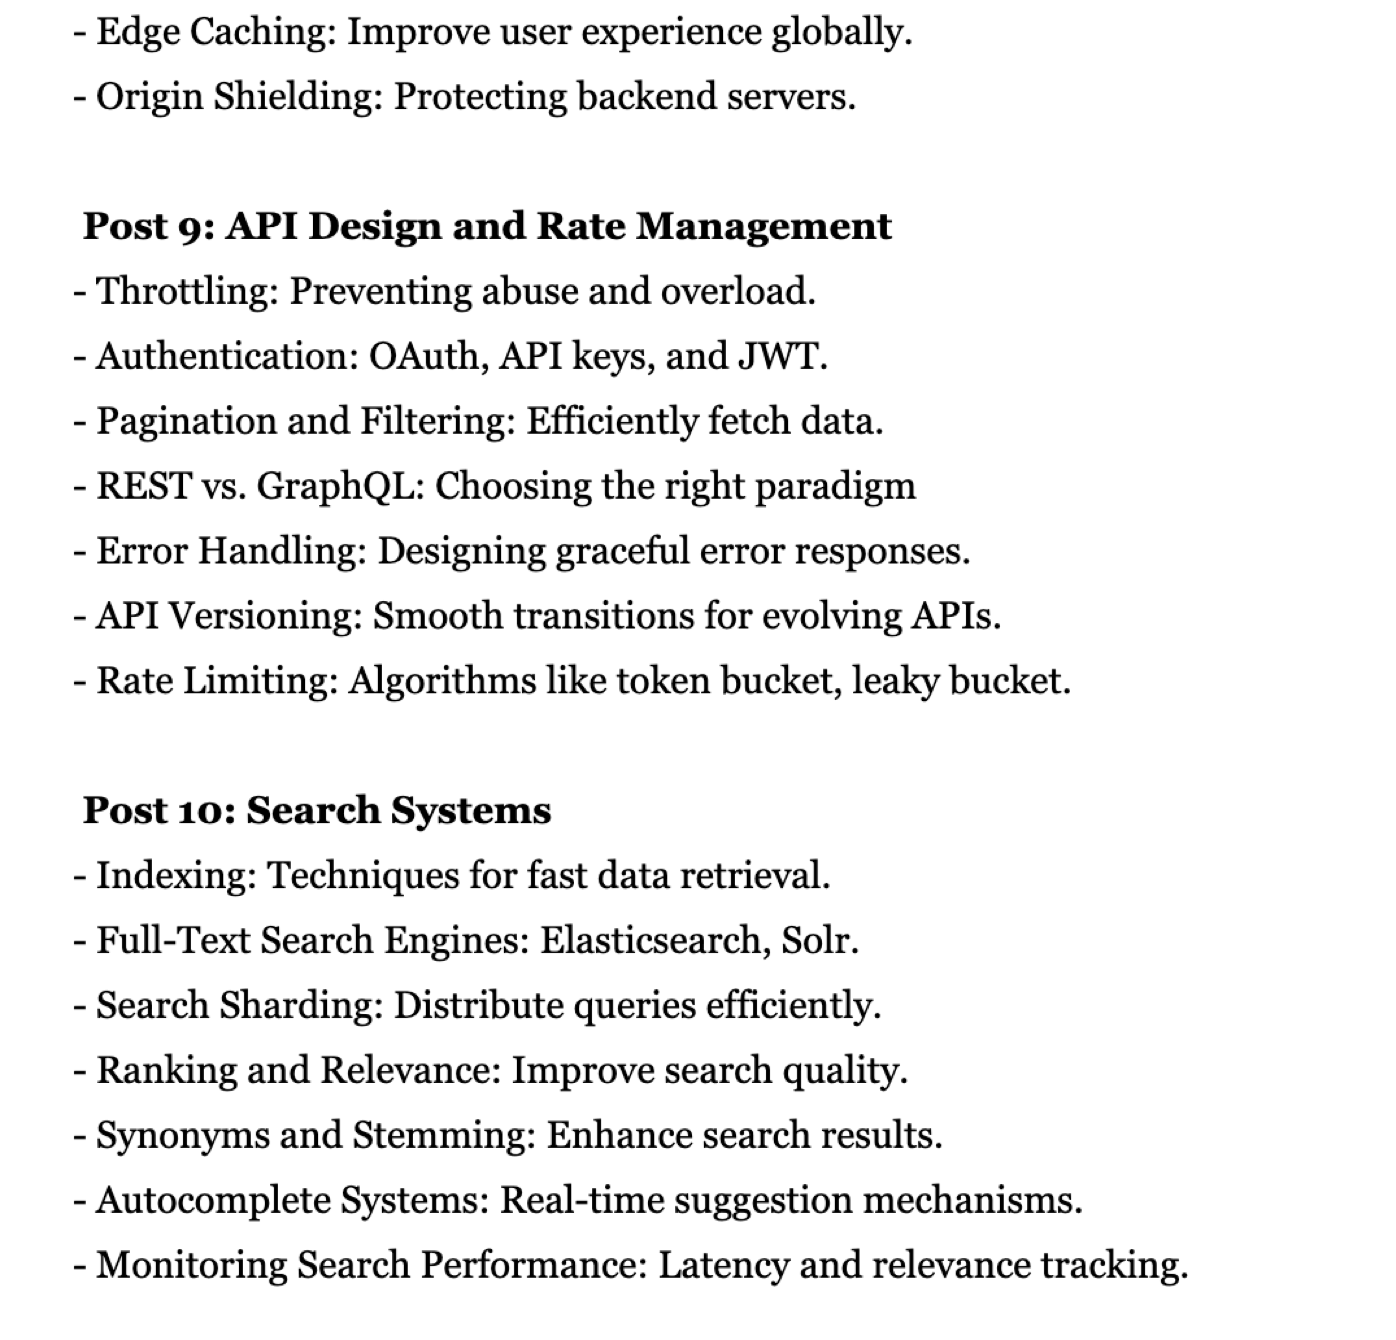 - Edge Caching: Improve user experience globally.
- Origin Shielding: Protecting backend servers.
Post 9: API Design and Rate Management
- Throttling: Preventing abuse and overload.
- Authentication: OAuth, API keys, and JWT.
- Pagination and Filtering: Efficiently fetch data.
- REST vs. GraphQL: Choosing the right paradigm
- Error Handling: Designing graceful error responses.
- API Versioning: Smooth transitions for evolving APIs.
- Rate Limiting: Algorithms like token bucket, leaky bucket.
Post 10: Search Systems
- Indexing: Techniques for fast data retrieval.
- Full-Text Search Engines: Elasticsearch, Solr.
- Search Sharding: Distribute queries efficiently.
- Ranking and Relevance: Improve search quality.
- Synonyms and Stemming: Enhance search results.
- Autocomplete Systems: Real-time suggestion mechanisms.
- Monitoring Search Performance: Latency and relevance tracking.